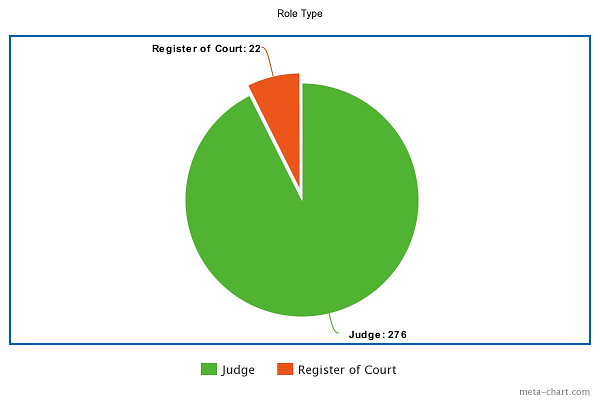 Role Type
Register of Court: 22
Judge: 276
Judge
Register of Court
meta-chart.com